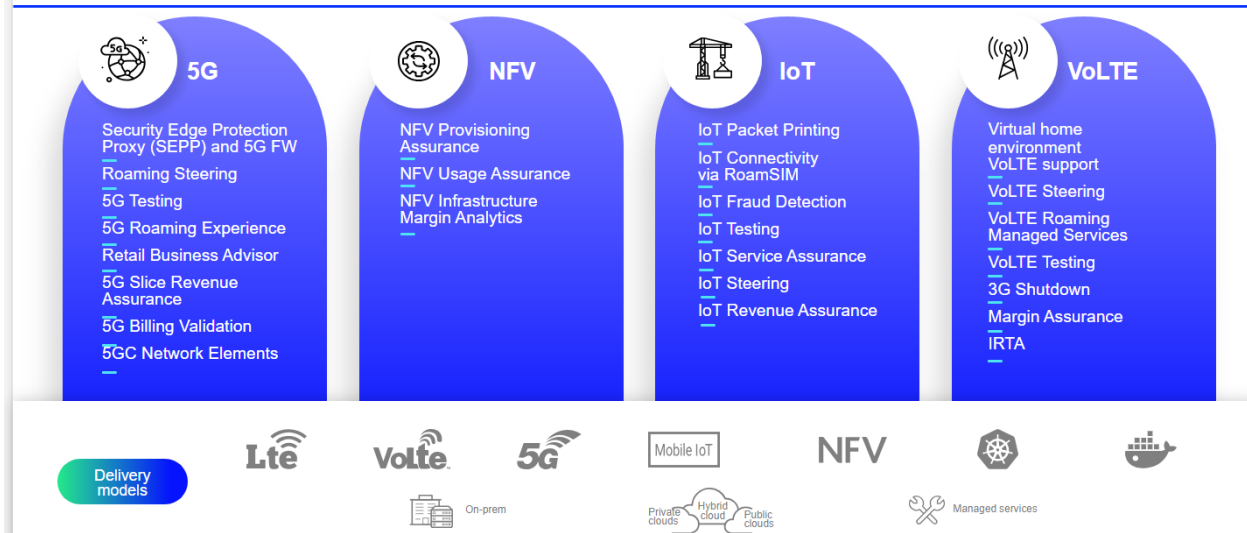 5G
5G
Security Edge Protection
Proxy (SEPP) and 5G FW
Roaming Steering
5G Testing
5G Roaming Experience
Retail Business Advisor
5G Slice Revenue
Assurance
5G Billing Validation
5GC Network Elements
NFV
NFV Provisioning
Assurance
NFV Usage Assurance
NFV Infrastructure
Margin Analytics
IoT
IoT Packet Printing
IoT Connectivity
via RoamSIM
IoT Fraud Detection
IoT Testing
IoT Service Assurance
IoT Steering
IoT Revenue Assurance
VoLTE
Virtual home
environment
VoLTE support
VoLTE Steering
VoLTE Roaming
Managed Services
VoLTE Testing
3G Shutdown
Margin Assurance
IRTA
Delivery
models
Lte
Volte
5G
Mobile IoT
NFV
On-prem
Private
clouds
Hybrid
cloud
Public
clouds
Managed services